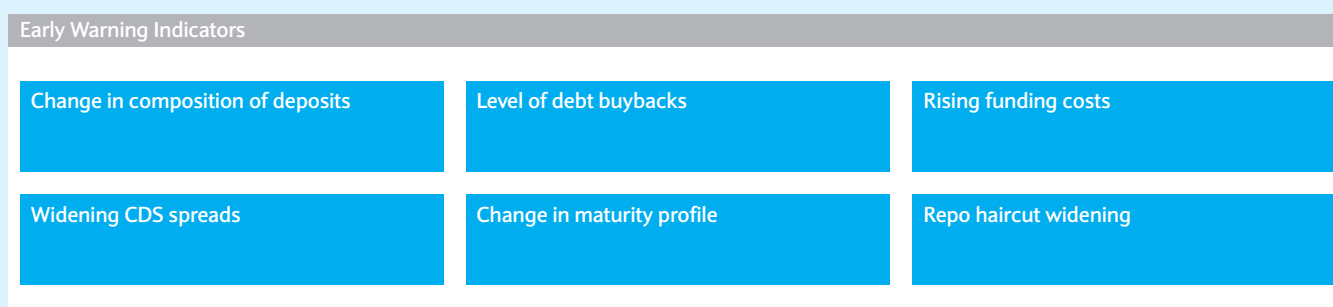 Early Warning Indicators
Change in composition of deposits
Level of debt buybacks
Rising funding costs
Widening CDS spreads
Change in maturity profile
Repo haircut widening